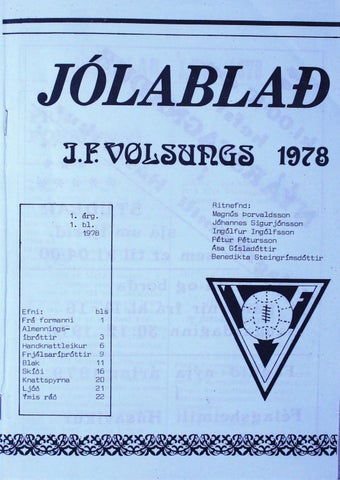 JÓLABLAÐ
I.F. VØLSUNGS 1978
1. árg.
1. bl.
1978
Ritnefnd:
Magnús Þorvaldsson
Jóhannes Sigurjónsson
Ingólfur Ingólfsson
Pétur Pétursson
Ása Gísladóttir
Benedikta Steingrímsdóttir
Efni: bls
Frá formanni 1
Almennings-
íþróttir 3
Handknattleikur 6
Frjálsaríþróttir 9
Blak 11
Skíði 16
Knattspyrna 20
Ljóð 21
Ýmis ráð 22